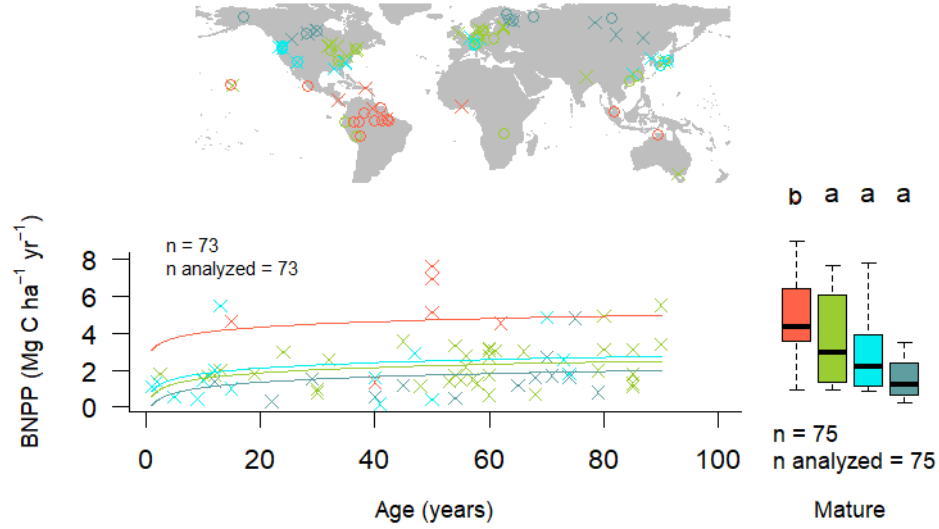 b a a a
BNPP (Mg C ha⁻¹ yr⁻¹)
n = 73
n analyzed = 73
8
6
4
2
0
0 20 40 60 80 100
Age (years)
n = 75
n analyzed = 75
Mature